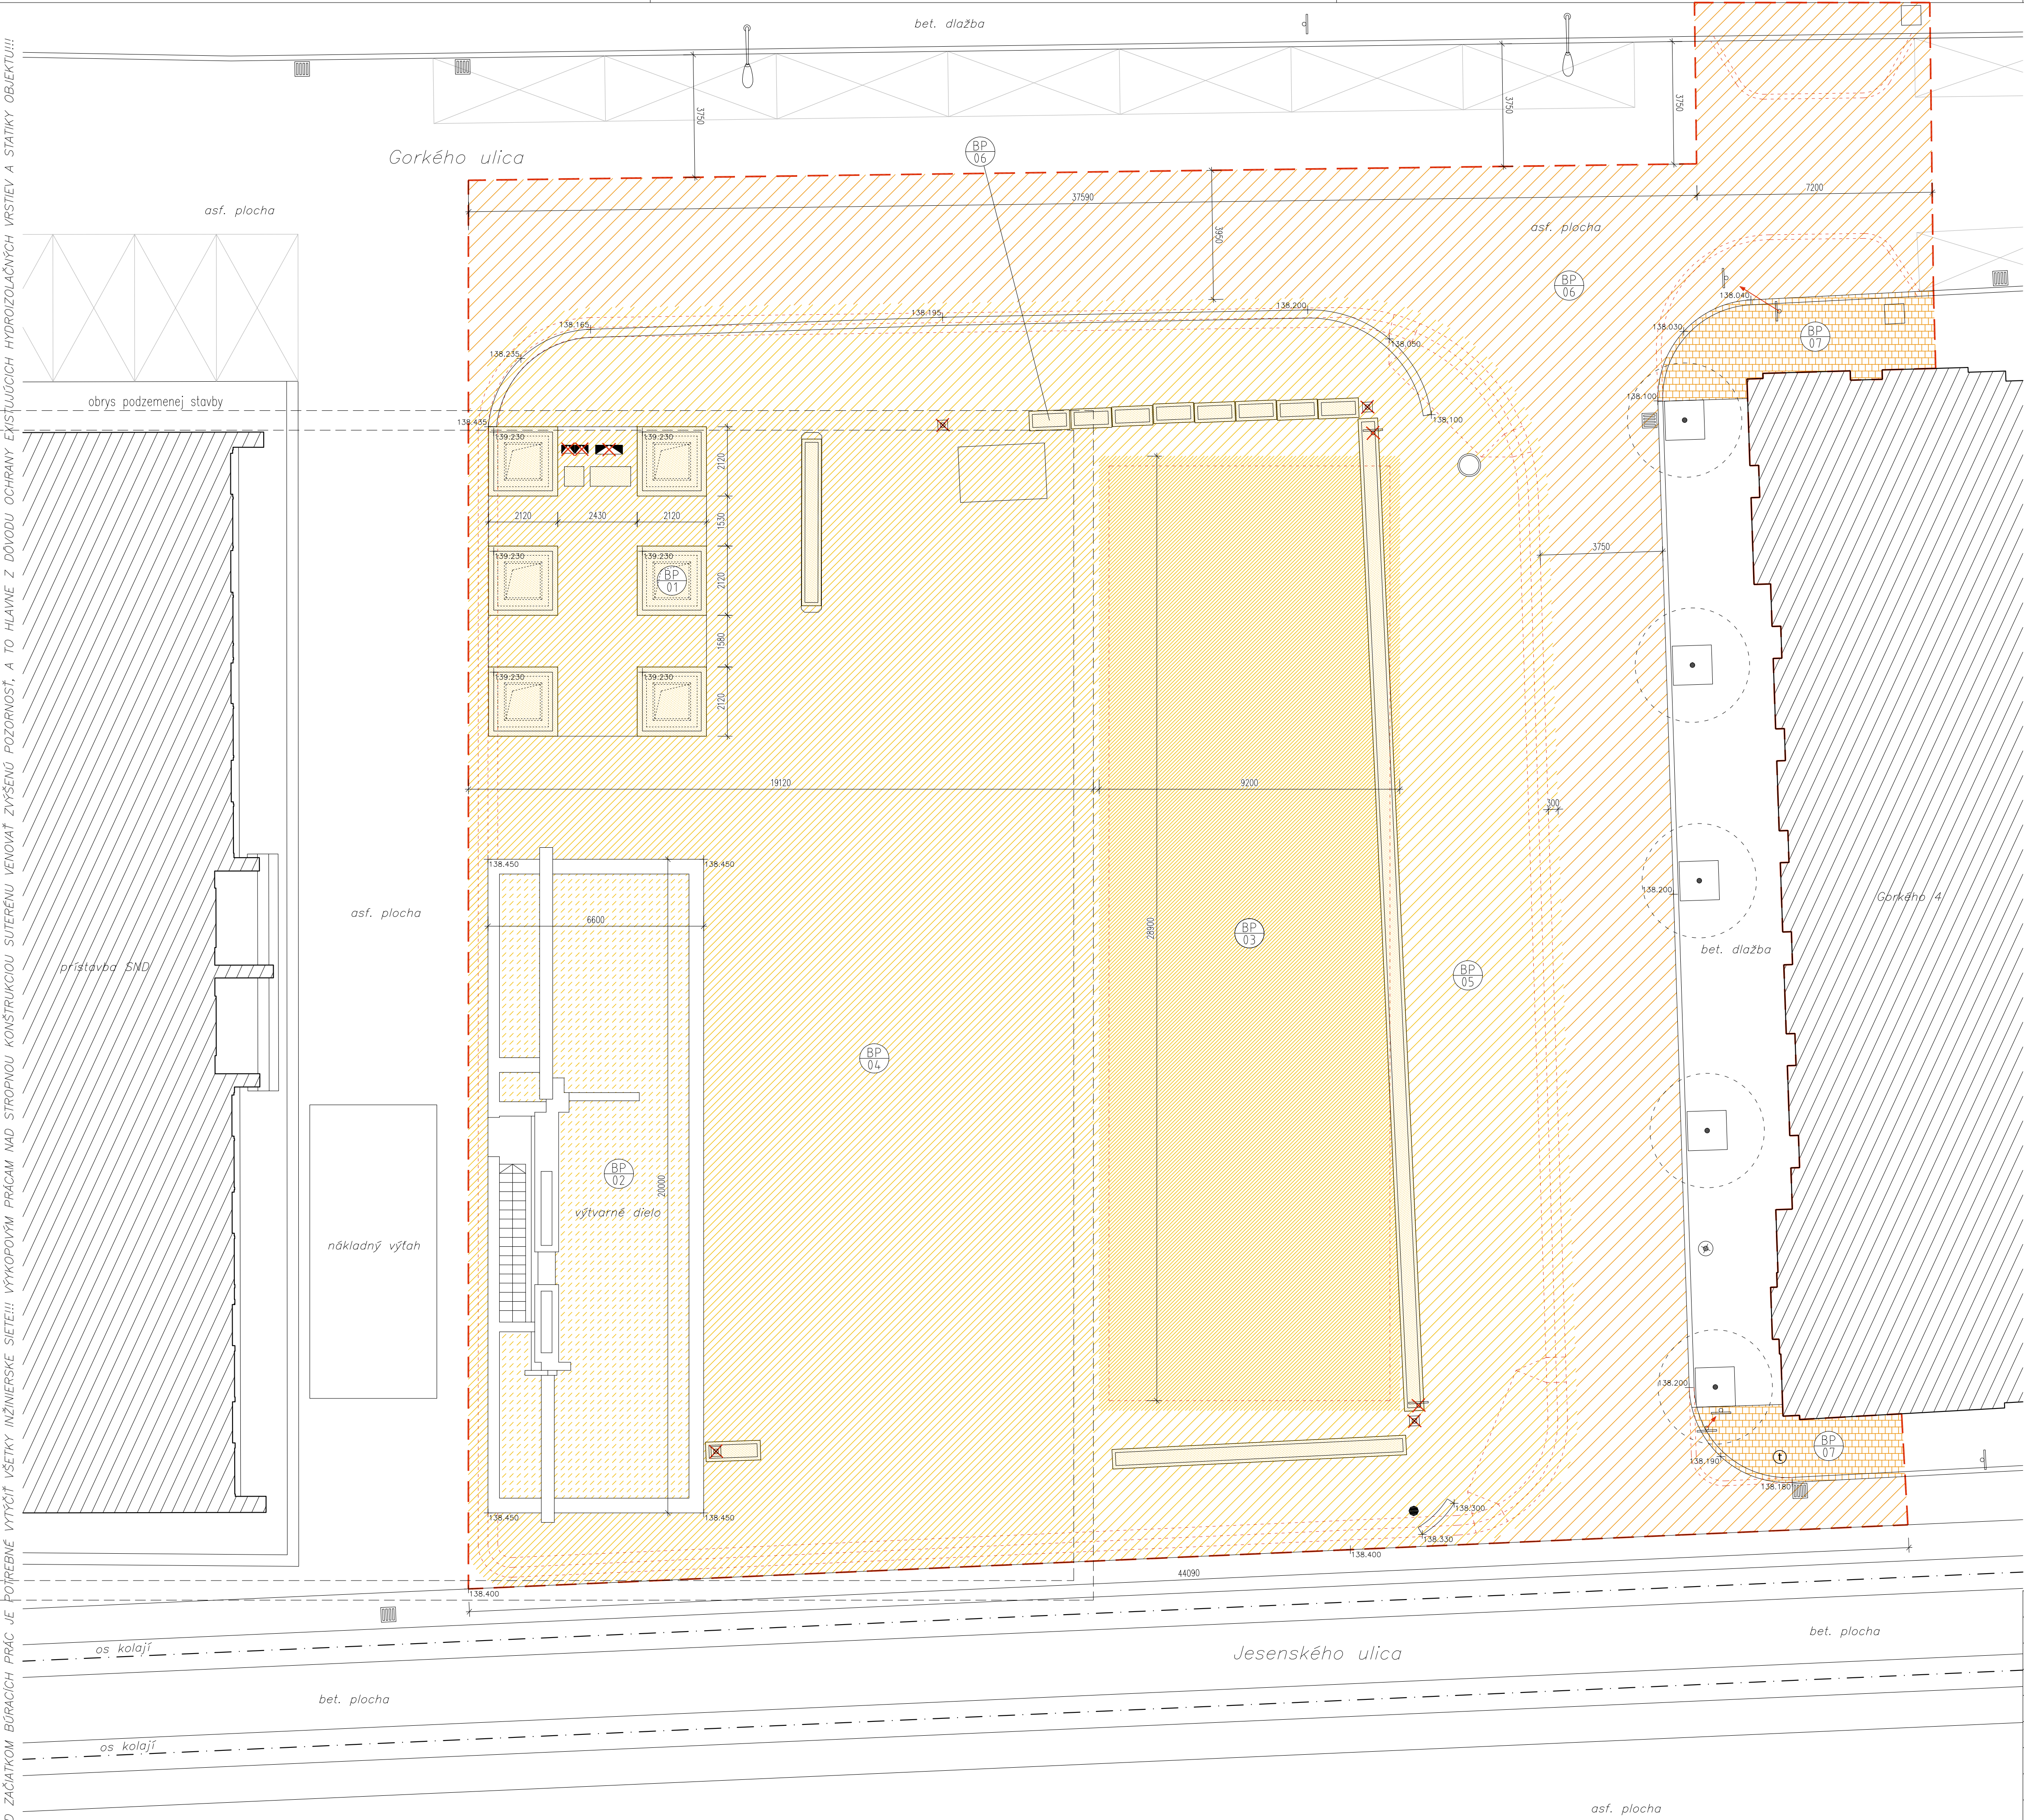 bet. dlažba
3750
3750
3750
Gorkého ulica
BP
06
37590
7200
asf. plocha
3950
asf. plocha
BP
06
138.040
138.200
138.195
138.165
138.030
BP
07
138.050
138.235
obrys podzemenej stavby
138.100
138.100
138.435
139.230
139.230
2120
2120
2430
2120
1530
3750
139.230
139.230
BP
01
2120
1580
139.230
139.230
2120
19120
9200
300
138.450
138.450
138.200
Gorkého 4
asf. plocha
6600
28900
BP
03
bet. dlažba
prístavba SND
BP
05
BP
04
BP
02
20000
výtvarné dielo
nákladný výťah
138.200
BP
07
t
138.190
138.180
138.300
138.450
138.450
138.330
138.400
138.400
44090
os kolají
Jesenského ulica
bet. plocha
bet. plocha
os kolají
asf. plocha
ZAČIATKOM BÚRACÍCH PRÁC JE POTREBNÉ VYTÝČIŤ VŠETKY INŽINIERSKE SIETE!!! VÝYKOPOVÝM PRÁCAM NAD STROPNOU KONŠTRUKCIOU SUTERÉNU VENOVAŤ ZVÝŠENÚ POZORNOSŤ, A TO HLAVNE Z DÔVODU OCHRANY EXISTUJÚCICH HYDROIZOLAČNÝCH VRSTIEV A STATIKY OBJEKTU!!!